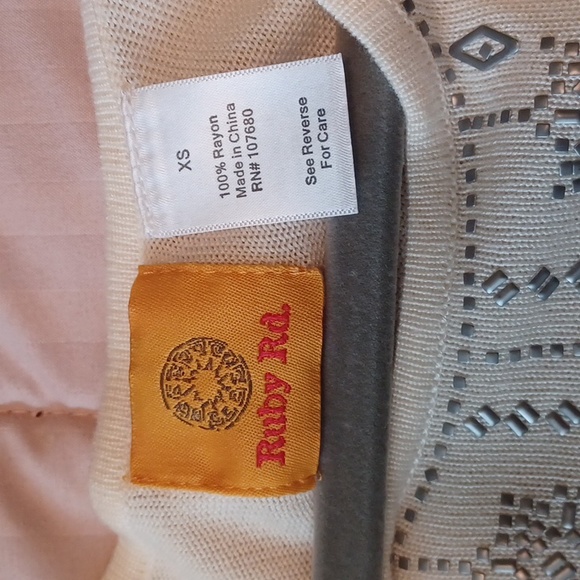 XS
100% Rayon
Made in China
RN# 107680
See Reverse
For Care
Ruby Rd.